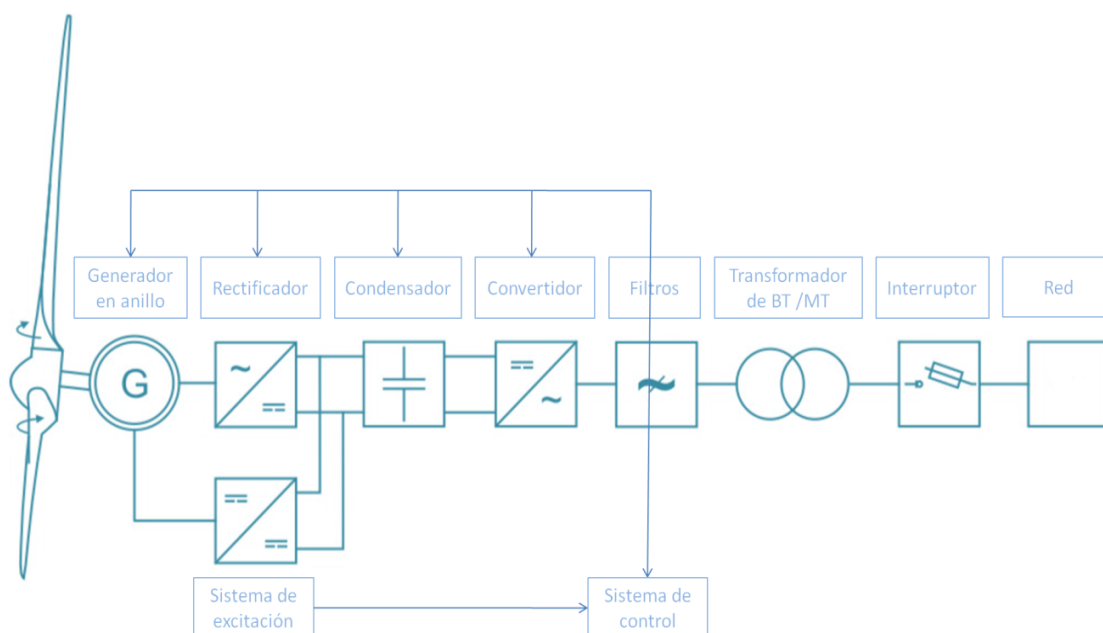 Generador
en anillo
Rectificador
Condensador
Convertidor
Filtros
Transformador
de BT /MT
Interruptor
Red
G
Sistema de
excitación
Sistema de
control